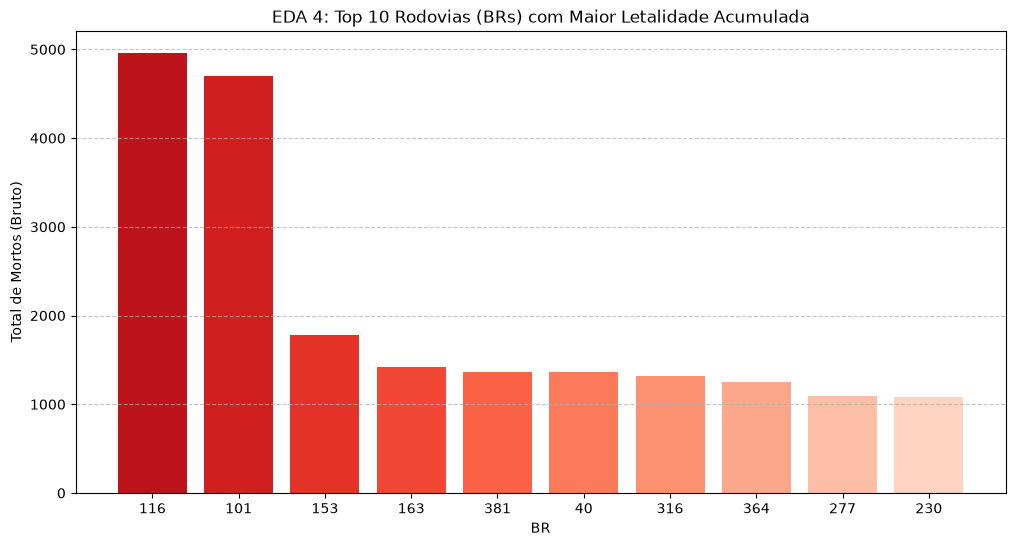 EDA 4: Top 10 Rodovias (BRs) com Maior Letalidade Acumulada
Total de Mortos (Bruto)
5000
4000
3000
2000
1000
0
116 101 153 163 381 40 316 364 277 230
BR